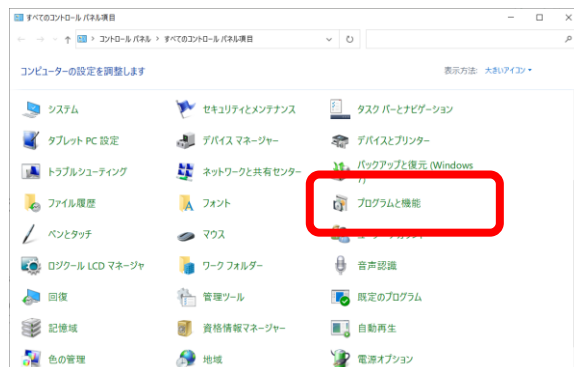 すべてのコントロール パネル項目
コントロール パネル > すべてのコントロール パネル項目
コンピューターの設定を調整します
表示方法: 大きいアイコン
システム
セキュリティとメンテナンス
タスク バーとナビゲーション
タブレット PC 設定
デバイス マネージャー
デバイスとプリンター
トラブルシューティング
ネットワークと共有センター
バックアップと復元 (Windows
7)
ファイル履歴
フォント
プログラムと機能
ペンとタッチ
マウス
ロジクール LCD マネージャ
ワーク フォルダー
音声認識
回復
管理ツール
既定のプログラム
記憶域
資格情報マネージャー
自動再生
色の管理
地域
電源オプション